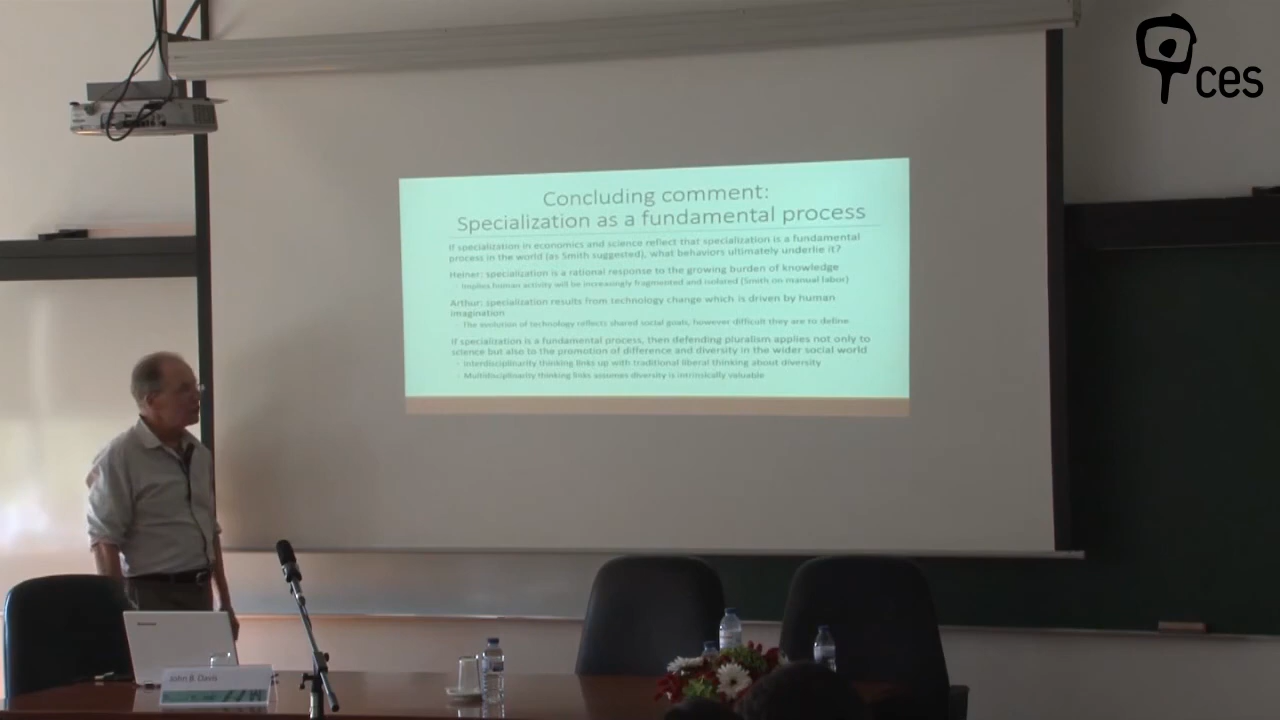 ces
Concluding comment:
Specialization as a fundamental process
If specialization in economics and science reflect that specialization is a fundamental
process in the world (as Smith suggested), what behaviors ultimately underlie it?
Heiner: specialization is a rational response to the growing burden of knowledge
- Implies human activity will be increasingly fragmented and isolated (Smith on manual labor)
Arthur: specialization results from technology change which is driven by human
imagination
- The evolution of technology reflects shared social goals, however difficult they are to define
If specialization is a fundamental process, then defending pluralism applies not only to
science but also to the promotion of difference and diversity in the wider social world
- Interdisciplinarity thinking links up with traditional liberal thinking about diversity
- Multidisciplinarity thinking links assumes diversity is intrinsically valuable
John B. Davis